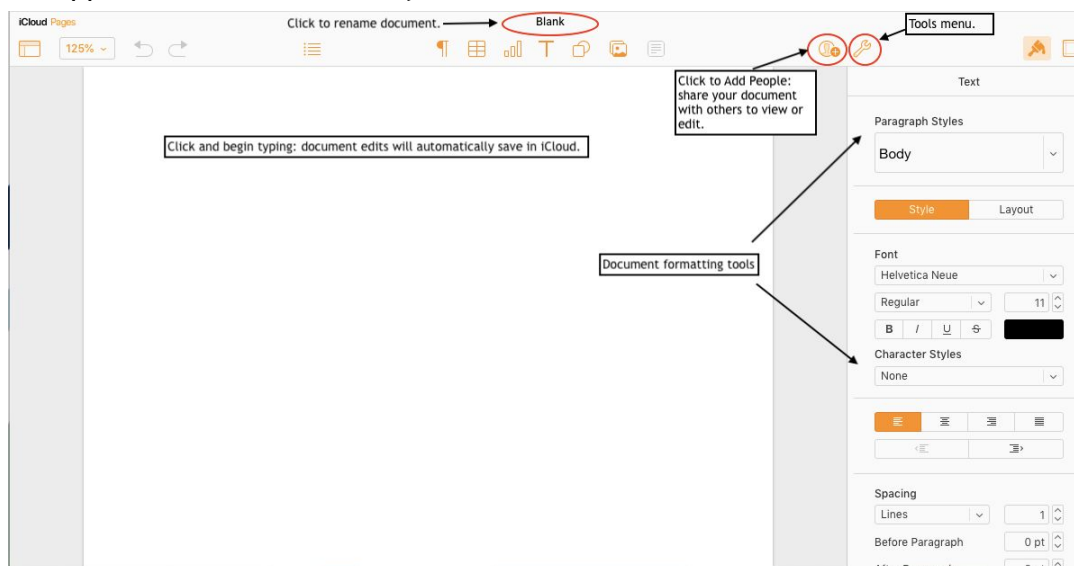 iCloud Pages
Click to rename document.
Blank
Tools menu.
125%
Click to Add People:
share your document
with others to view or
edit.
Click and begin typing: document edits will automatically save in iCloud.
Document formatting tools
Text
Paragraph Styles
Body
Style Layout
Font
Helvetica Neue
Regular 11
B I U S
Character Styles
None
Spacing
Lines 1
Before Paragraph 0 pt